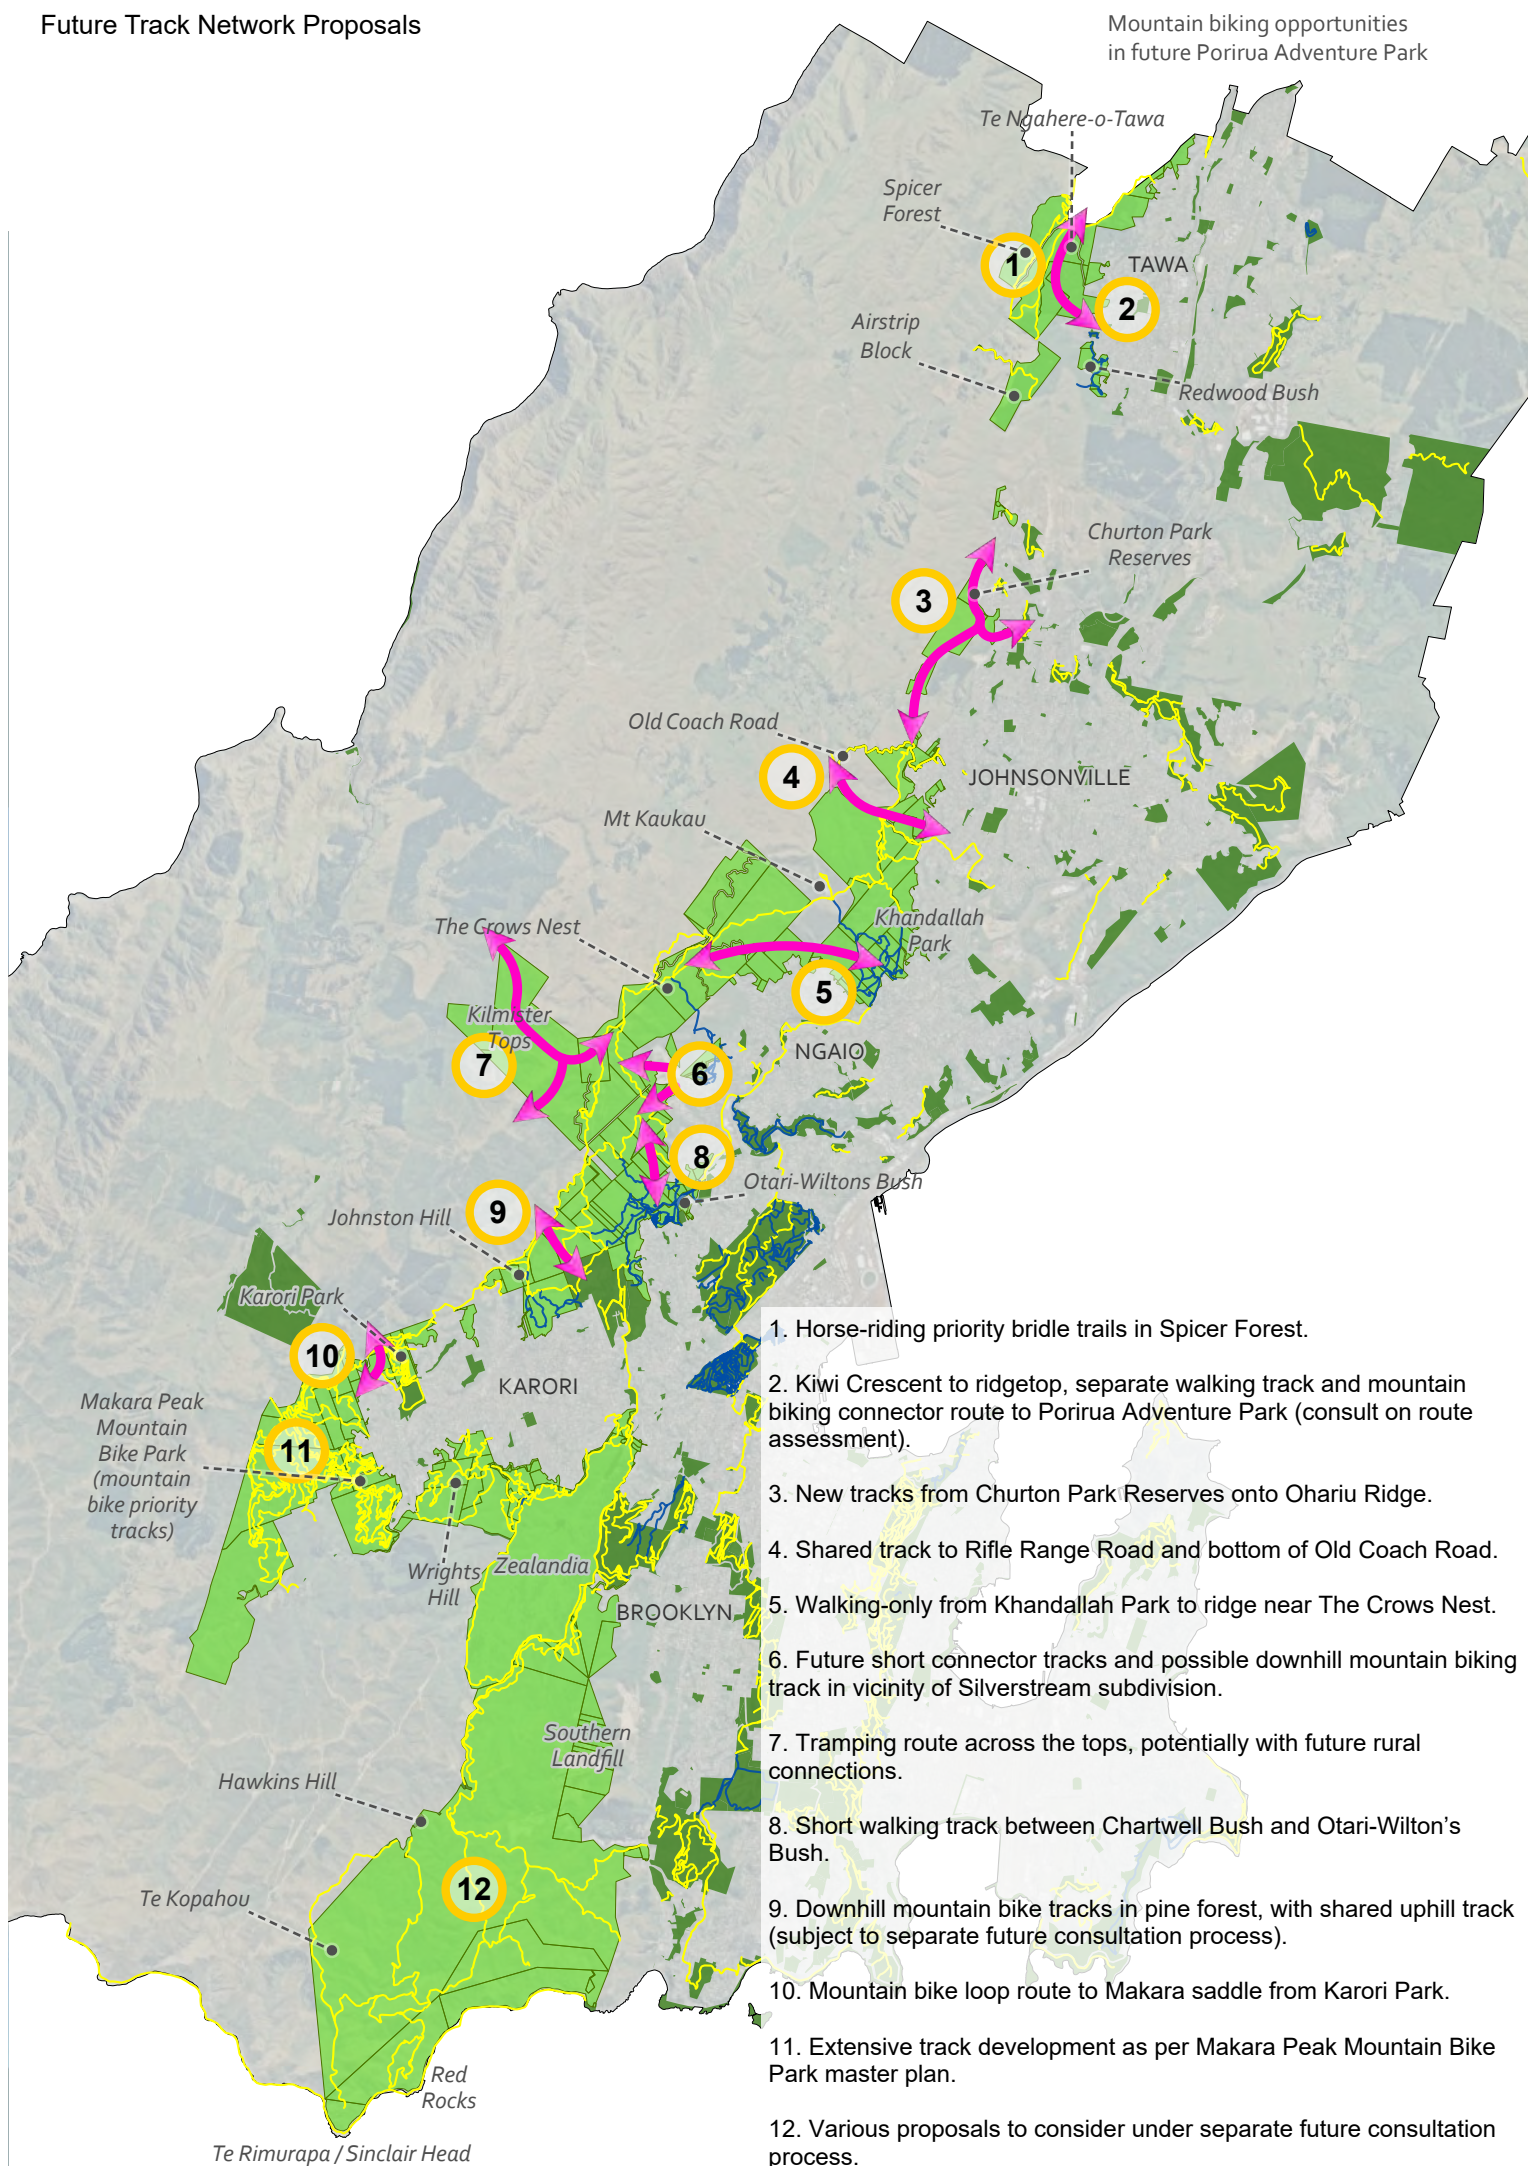 Future Track Network Proposals
Mountain biking opportunities
in future Porirua Adventure Park
Te Ngahere-o-Tawa
Spicer
Forest
1
TAWA
2
Airstrip
Block
Redwood Bush
Churton Park
Reserves
3
Old Coach Road
4
JOHNSONVILLE
Mt Kaukau
Khandallah
Park
The Crows Nest
5
Kilmister
Tops
7
NGAIO
6
8
Otari-Wiltons Bush
9
Johnston Hill
Karori Park
10
KARORI
Makara Peak
Mountain
Bike Park
(mountain
bike priority
tracks)
11
Wrights
Hill
Zealandia
BROOKLYN
Southern
Landfill
Hawkins Hill
12
Te Kopahou
Red
Rocks
Te Rimurapa / Sinclair Head
1. Horse-riding priority bridle trails in Spicer Forest.
2. Kiwi Crescent to ridgetop, separate walking track and mountain
biking connector route to Porirua Adventure Park (consult on route
assessment).
3. New tracks from Churton Park Reserves onto Ohariu Ridge.
4. Shared track to Rifle Range Road and bottom of Old Coach Road.
5. Walking-only from Khandallah Park to ridge near The Crows Nest.
6. Future short connector tracks and possible downhill mountain biking
track in vicinity of Silverstream subdivision.
7. Tramping route across the tops, potentially with future rural
connections.
8. Short walking track between Chartwell Bush and Otari-Wilton’s
Bush.
9. Downhill mountain bike tracks in pine forest, with shared uphill track
(subject to separate future consultation process).
10. Mountain bike loop route to Makara saddle from Karori Park.
11. Extensive track development as per Makara Peak Mountain Bike
Park master plan.
12. Various proposals to consider under separate future consultation
process.